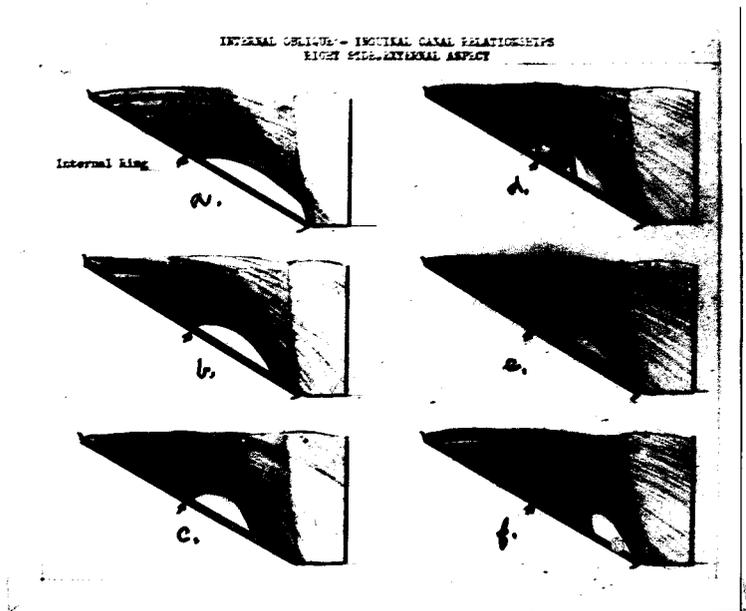 INTERNAL OBLIQUE - INGUINAL CANAL RELATIONSHIPS
RIGHT SIDE, EXTERNAL ASPECT
Internal Ring
a.
d.
b.
e.
c.
f.